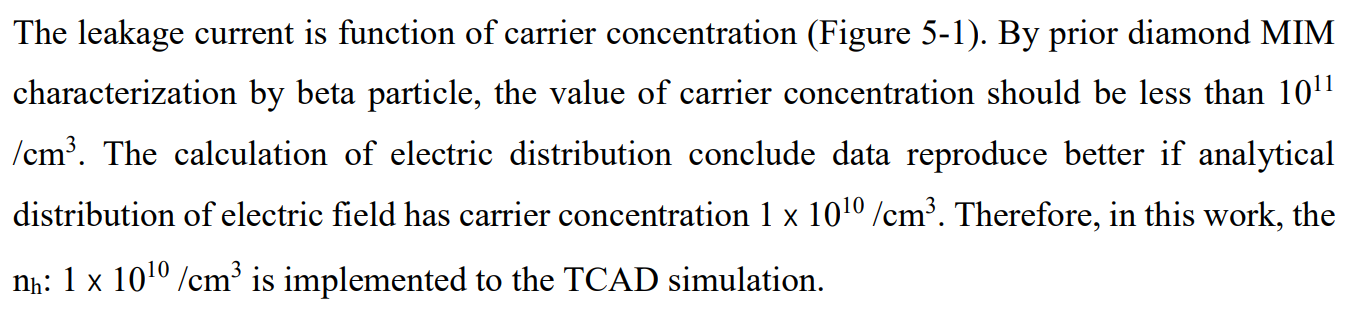 The leakage current is function of carrier concentration (Figure 5-1). By prior diamond MIM
characterization by beta particle, the value of carrier concentration should be less than 10¹¹
/cm³. The calculation of electric distribution conclude data reproduce better if analytical
distribution of electric field has carrier concentration 1 x 10¹⁰ /cm³. Therefore, in this work, the
nₕ: 1 x 10¹⁰ /cm³ is implemented to the TCAD simulation.